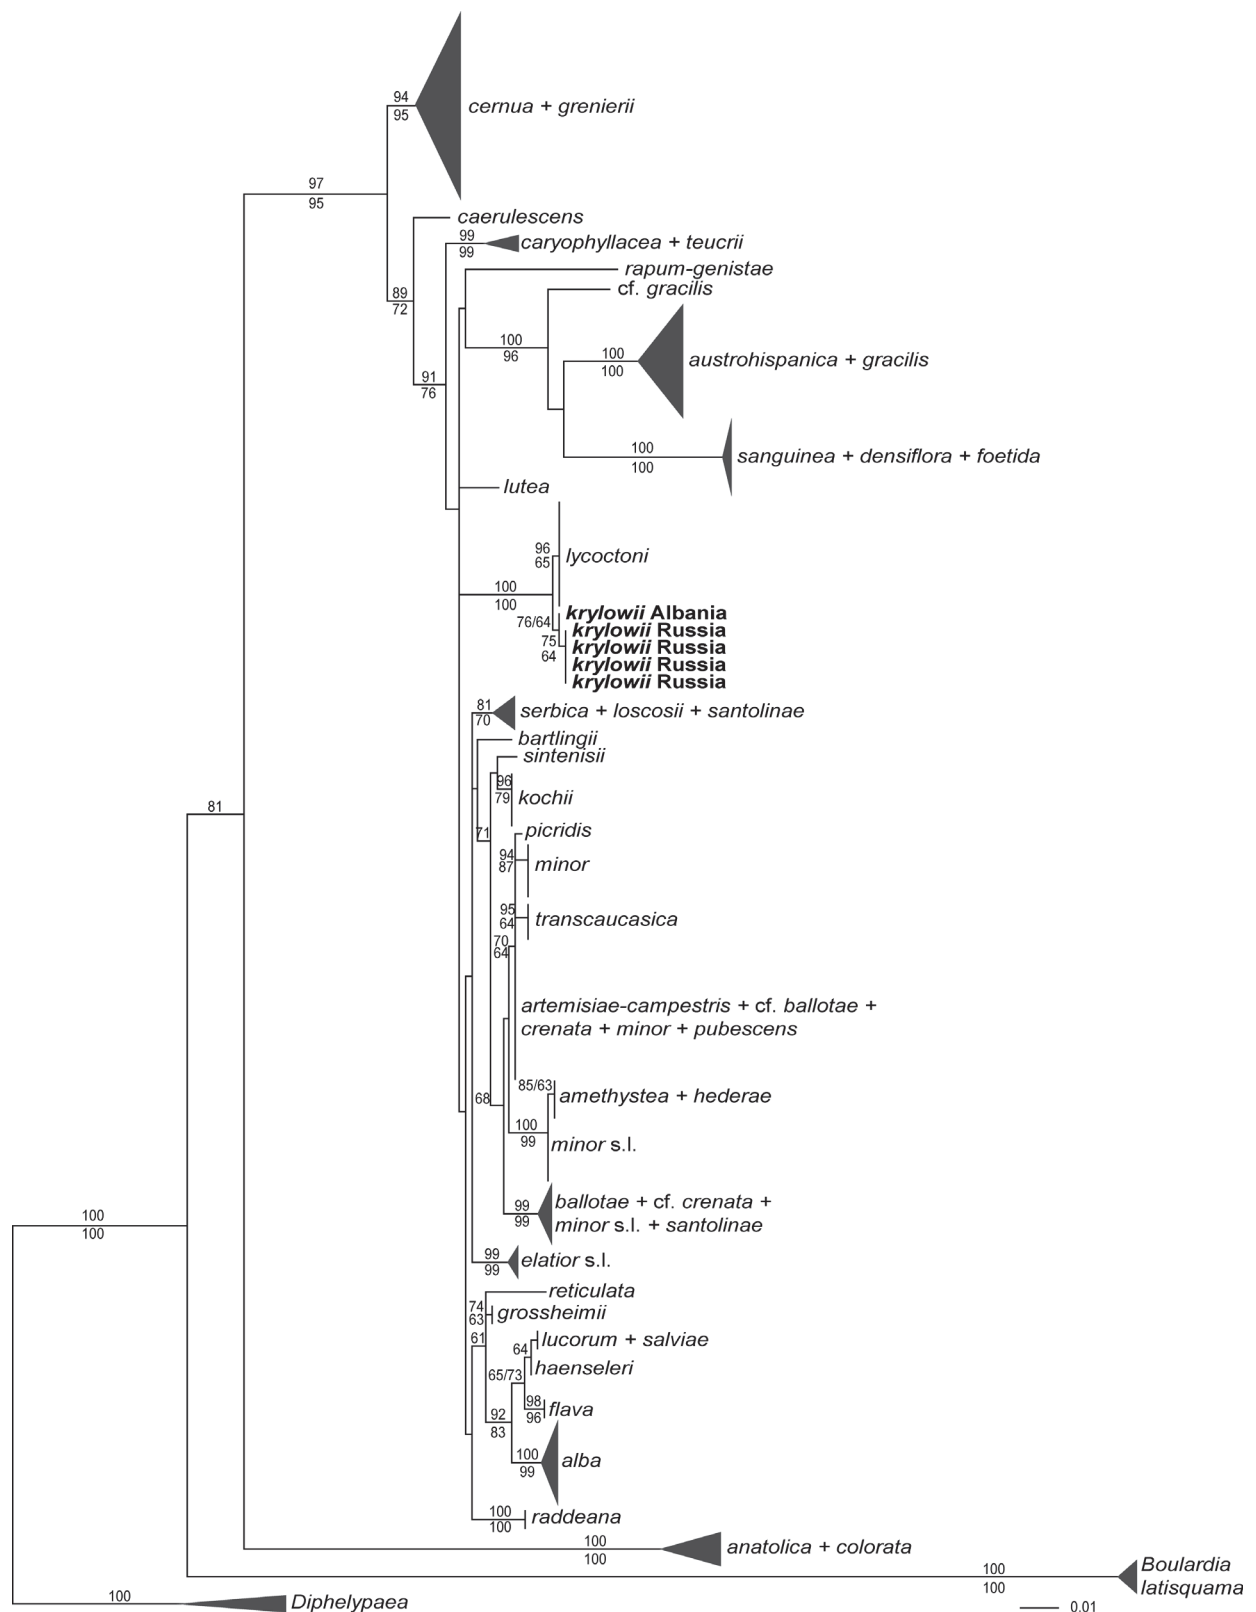 94
95
cernua + grenierii
97
95
caerulescens
99
99
caryophyllacea + teucrii
rapum-genistae
cf. gracilis
89
72
100
96
100
100
austrohispanica + gracilis
91
76
100
100
sanguinea + densiflora + foetida
lutea
96
65
lycoctoni
100
100
krylowii Albania
76/64
krylowii Russia
75
64
krylowii Russia
krylowii Russia
krylowii Russia
81
70
serbica + loscosii + santolinae
bartlingii
sintenisii
96
79
kochii
81
71
picridis
94
87
minor
95
64
transcaucasica
70
64
artemisiae-campestris + cf. ballotae +
crenata + minor + pubescens
85/63
amethystea + hederae
68
100
99
minor s.l.
99
99
ballotae + cf. crenata +
minor s.l. + santolinae
100
100
99
99
elatior s.l.
reticulata
74
63
grossheimii
61
lucorum + salviae
64
haenseleri
65/73
98
96
flava
92
83
100
99
alba
100
100
raddeana
100
100
anatolica + colorata
100
100
Boulardia
latisquama
100
Diphelypaea
0.01